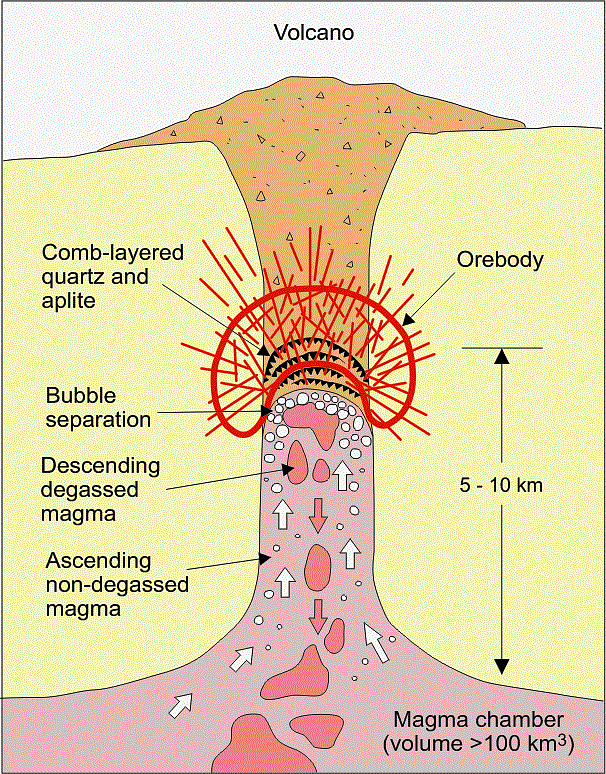 Volcano
Comb-layered
quartz and
aplite
Orebody
Bubble
separation
Descending
degassed
magma
5 - 10 km
Ascending
non-degassed
magma
Magma chamber
(volume >100 km³)